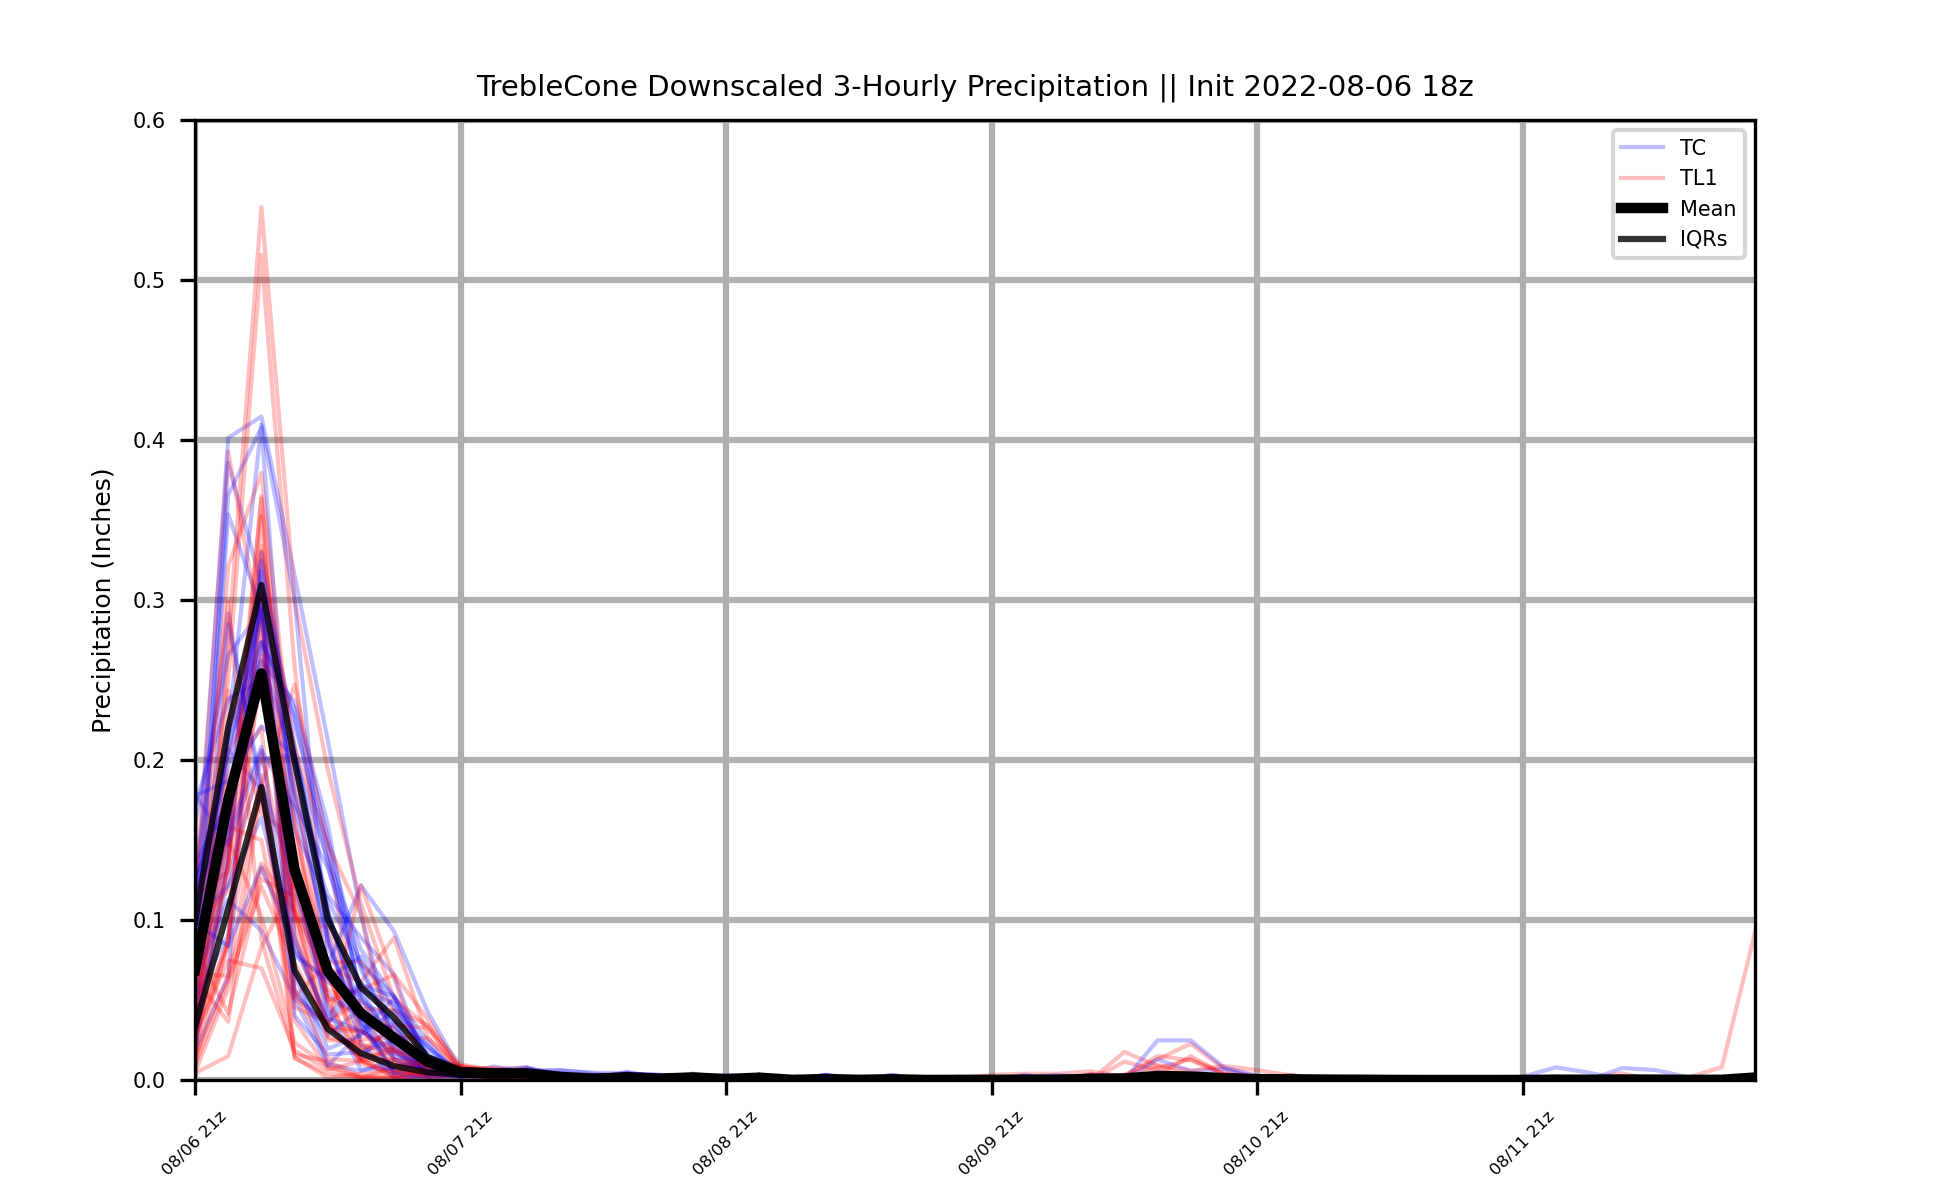 TrebleCone Downscaled 3-Hourly Precipitation || Init 2022-08-06 18z
TC
TL1
Mean
IQRs
Precipitation (Inches)
0.6
0.5
0.4
0.3
0.2
0.1
0.0
08/06 21z
08/07 21z
08/08 21z
08/09 21z
08/10 21z
08/11 21z